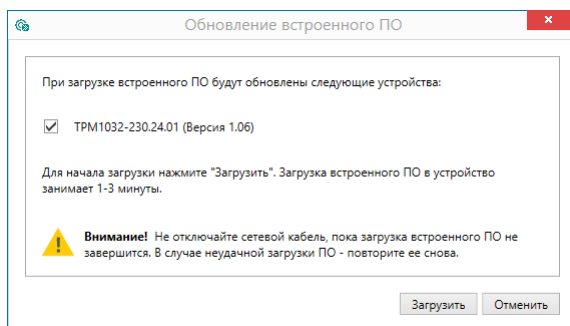 Обновление встроенного ПО
При загрузке встроенного ПО будут обновлены следующие устройства:
ТРМ1032-230.24.01 (Версия 1.06)
Для начала загрузки нажмите "Загрузить". Загрузка встроенного ПО в устройство
занимает 1-3 минуты.
Внимание! Не отключайте сетевой кабель, пока загрузка встроенного ПО не
завершится. В случае неудачной загрузки ПО - повторите ее снова.
Загрузить Отменить